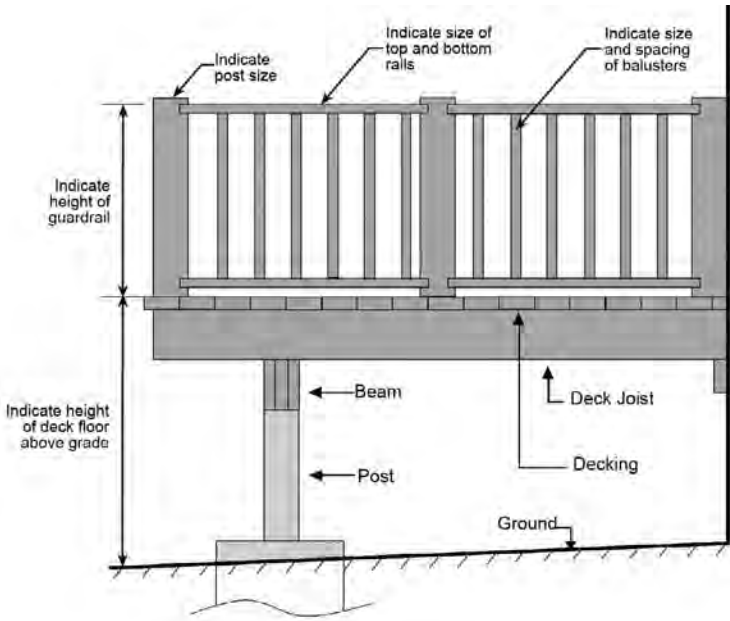 Indicate
post size
Indicate size of
top and bottom
rails
Indicate size
and spacing
of balusters
Indicate
height of
guardrail
Indicate height
of deck floor
above grade
Beam
Deck Joist
Decking
Post
Ground